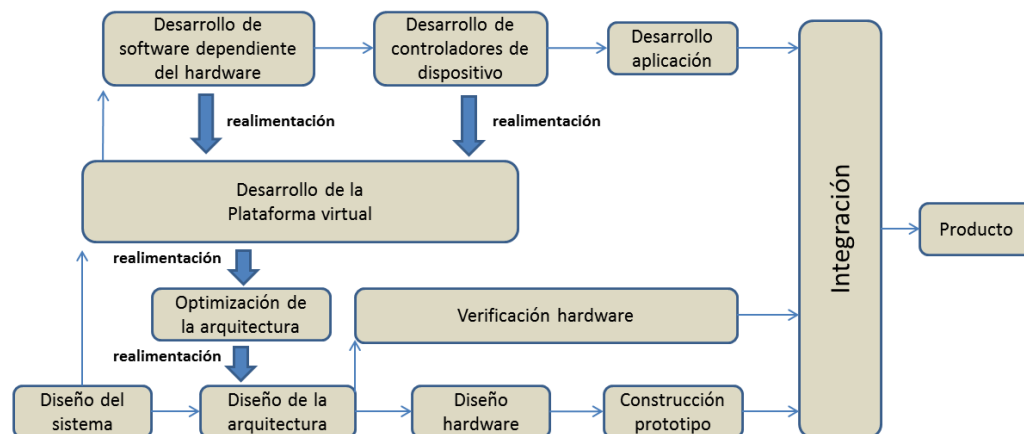 Desarrollo de
software dependiente
del hardware
Desarrollo de
controladores de
dispositivo
Desarrollo
aplicación
realimentación
realimentación
Desarrollo de la
Plataforma virtual
Integración
Producto
realimentación
Optimización de
la arquitectura
Verificación hardware
realimentación
Diseño del
sistema
Diseño de la
arquitectura
Diseño
hardware
Construcción
prototipo